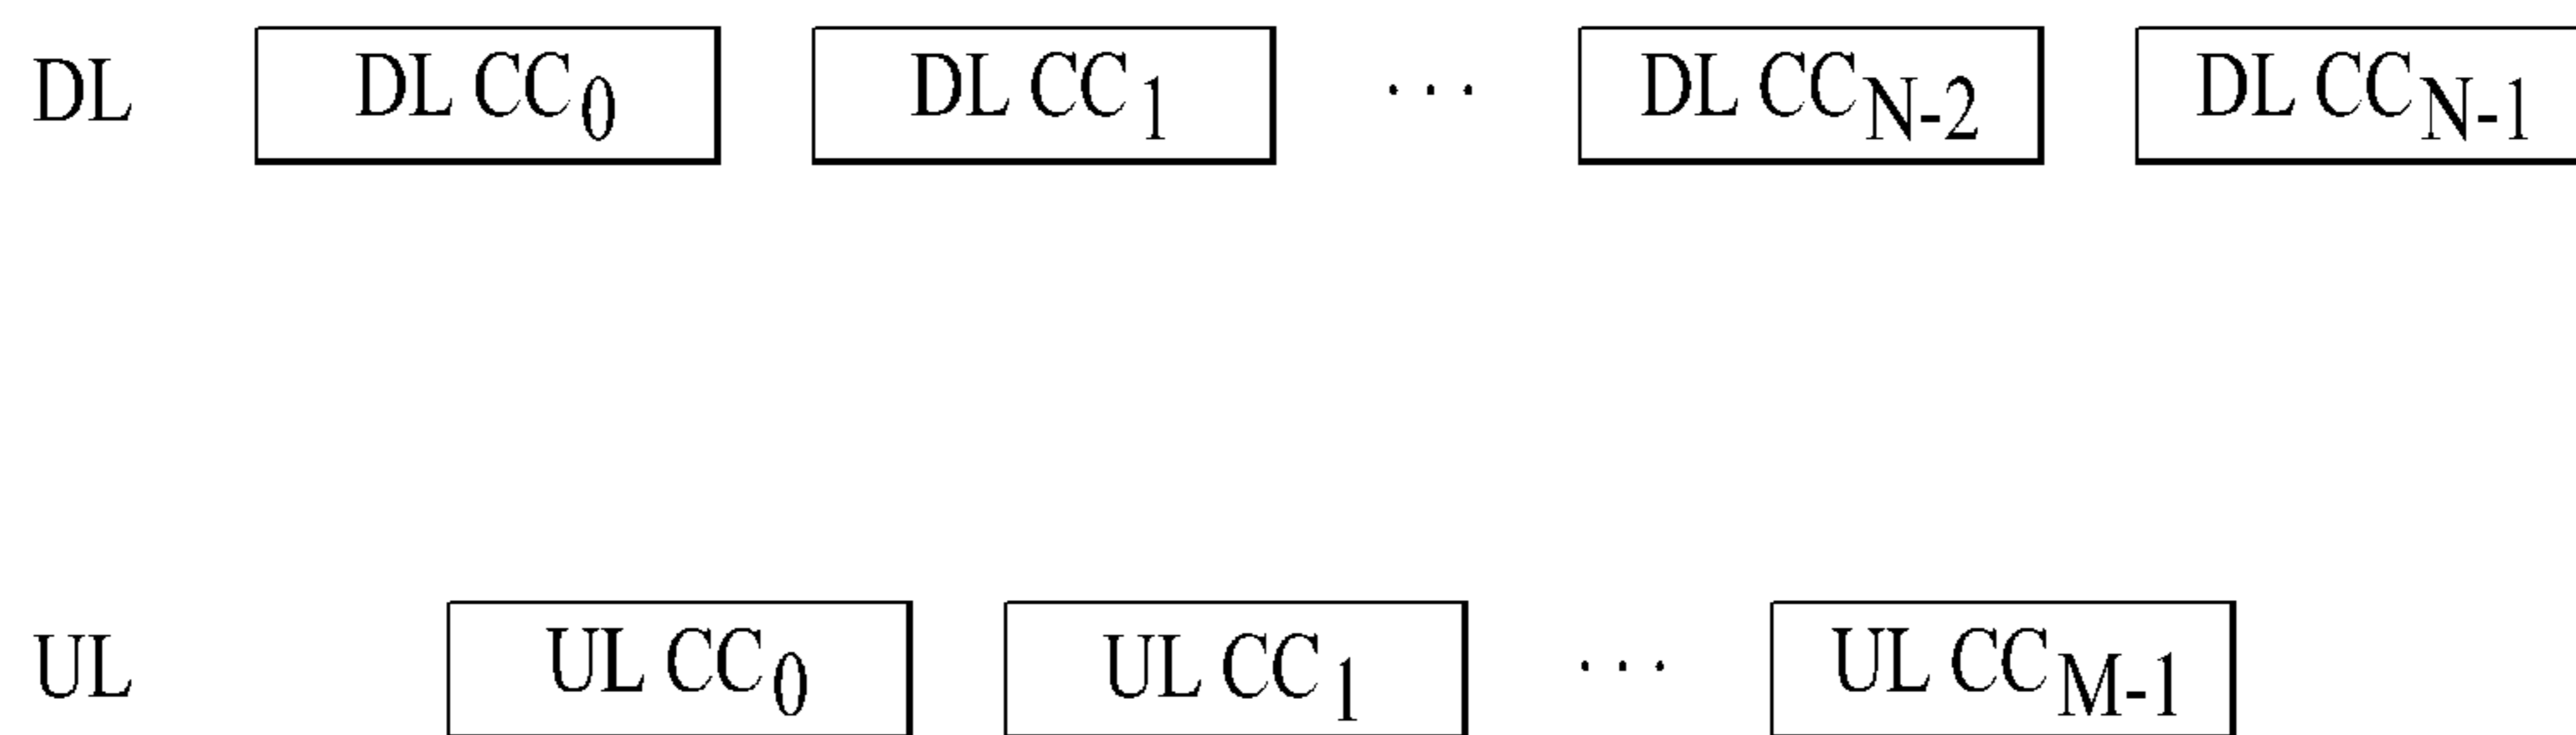 DL DL CC0 DL CC1 ... DL CCN-2 DL CCN-1
UL UL CC0 UL CC1 ... UL CCM-1